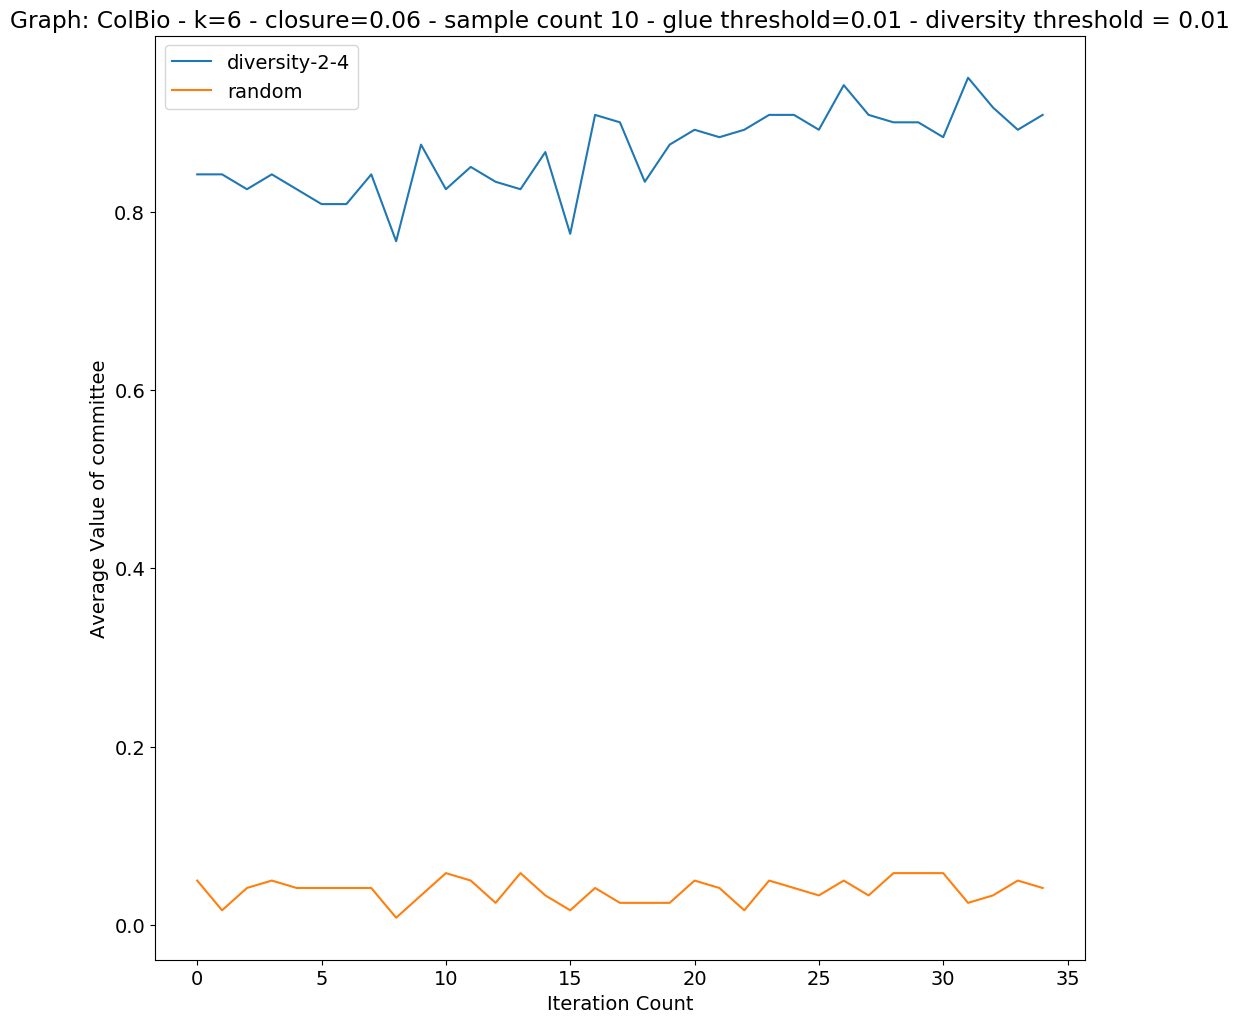 Graph: ColBio - k=6 - closure=0.06 - sample count 10 - glue threshold=0.01 - diversity threshold = 0.01
diversity-2-4
random
0.8
0.6
0.4
0.2
0.0
Average Value of committee
0 5 10 15 20 25 30 35
Iteration Count